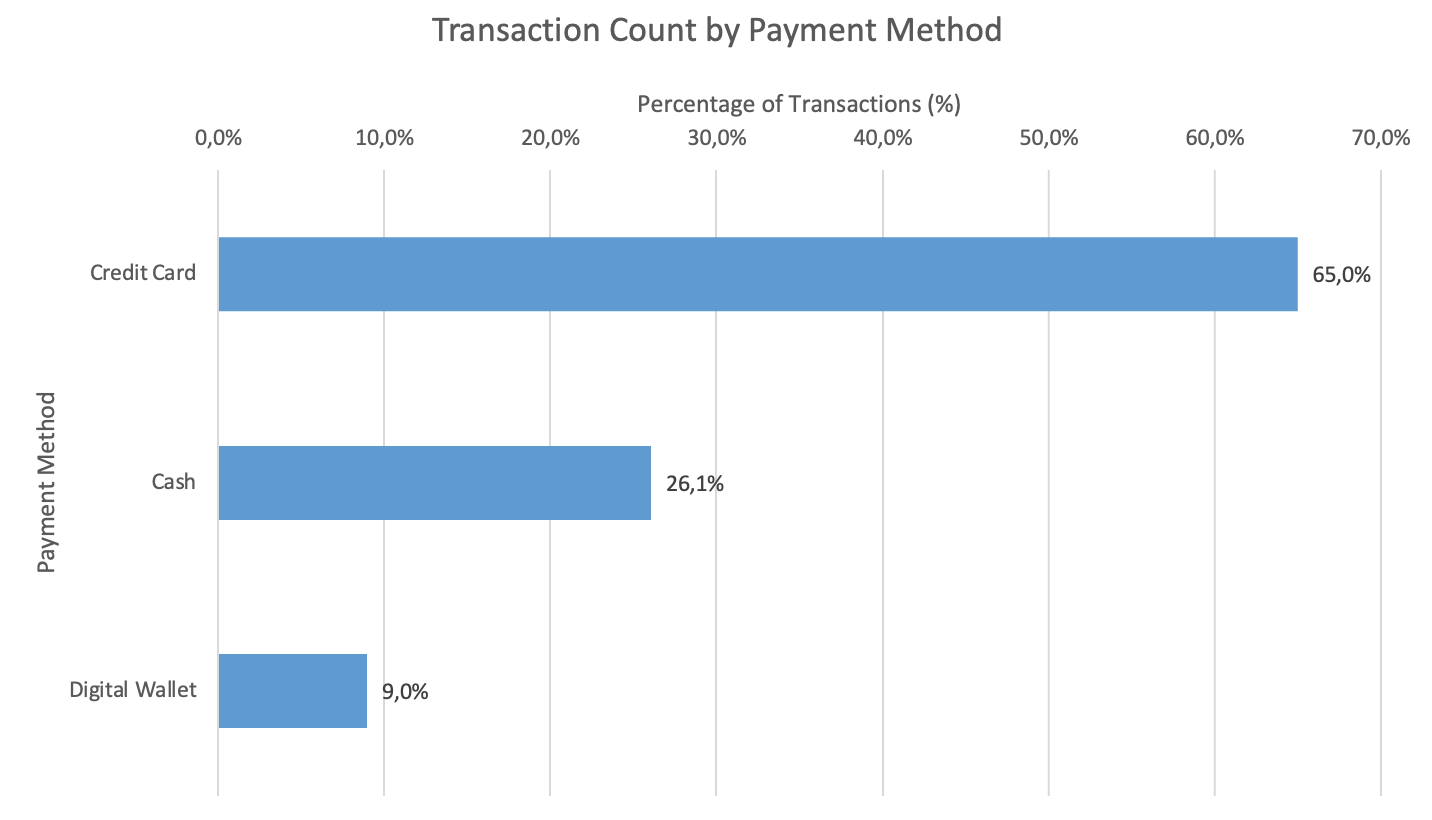 Transaction Count by Payment Method
Percentage of Transactions (%)
0,0% 10,0% 20,0% 30,0% 40,0% 50,0% 60,0% 70,0%
Credit Card 65,0%
Payment Method
Cash 26,1%
Digital Wallet 9,0%